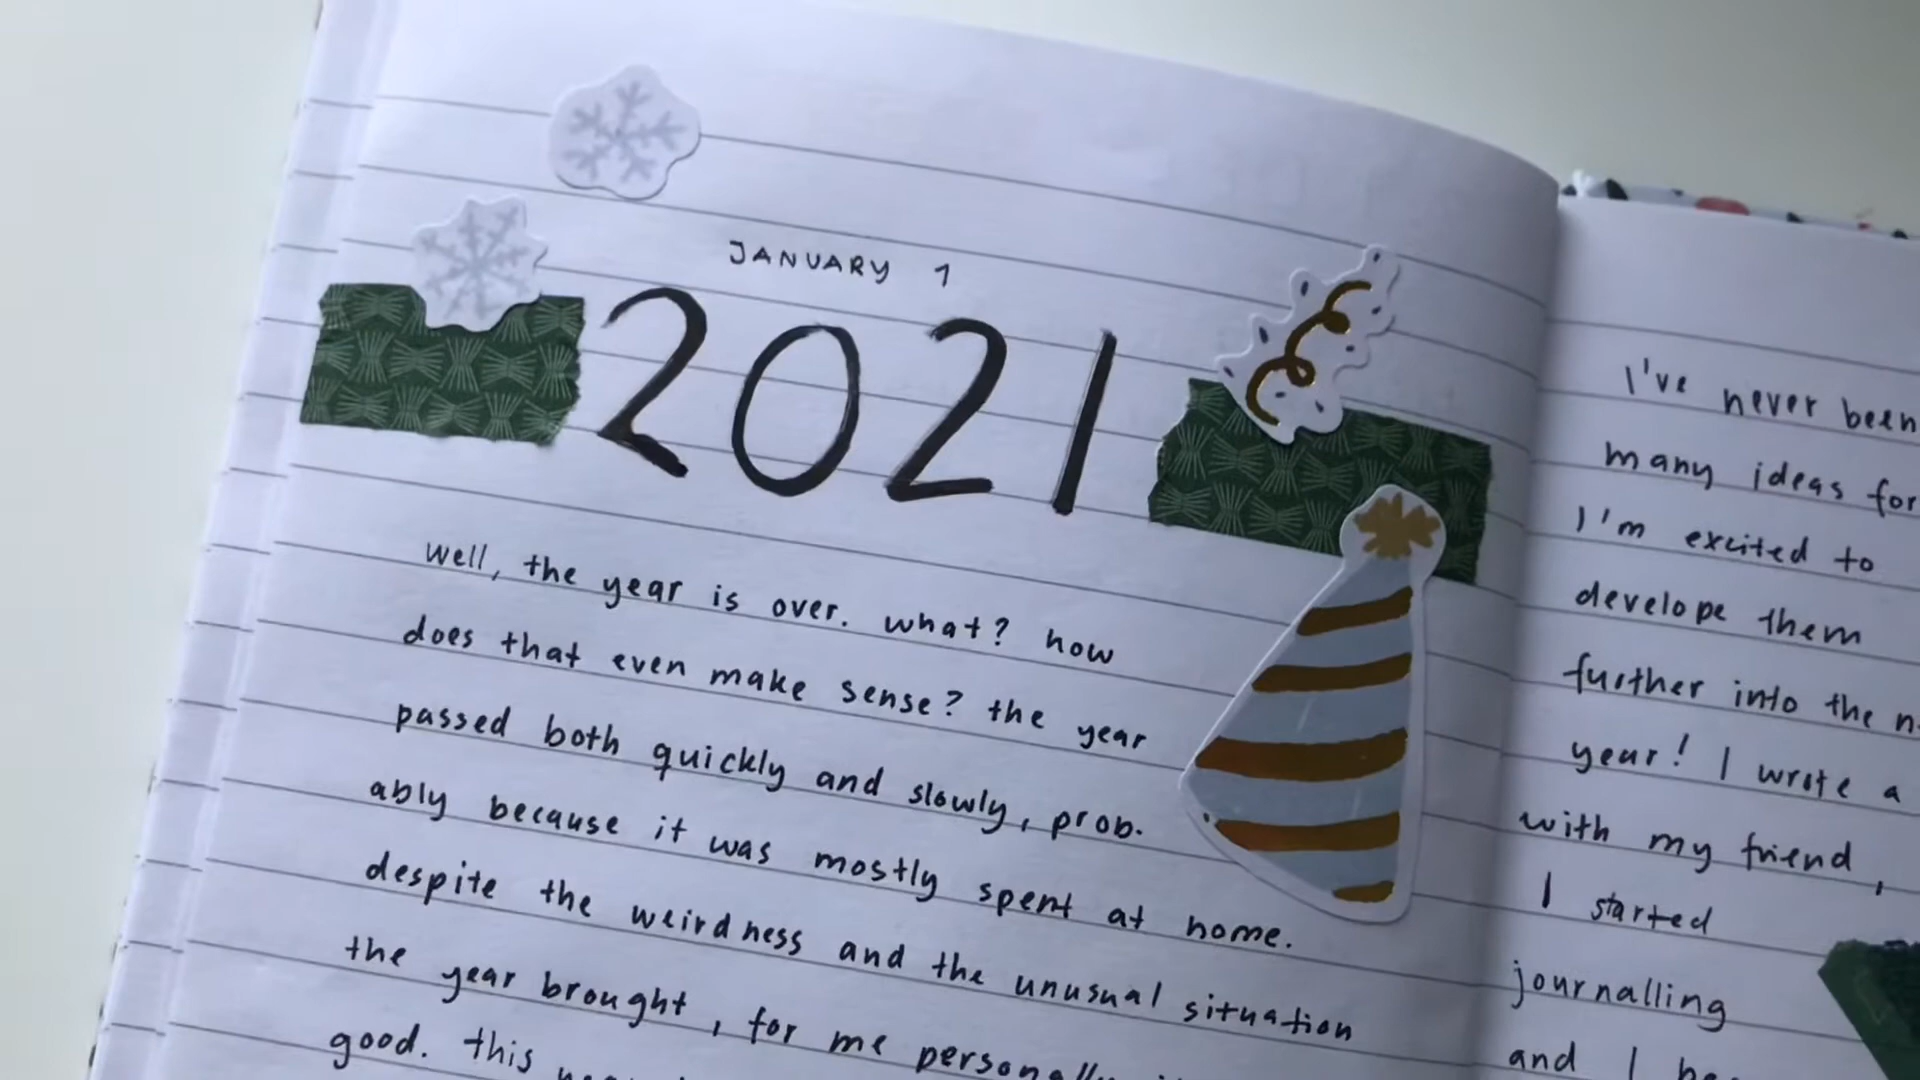 JANUARY 1
2021
well, the year is over. what? how
does that even make sense? the year
passed both quickly and slowly, prob.
ably because it was mostly spent at home.
despite the weirdness and the unusual situation
the year brought, for me personally
good. this
I've never been
many ideas for
I'm excited to
develope them
further into the
year! I wrote a
with my friend,
I started
journalling
and I